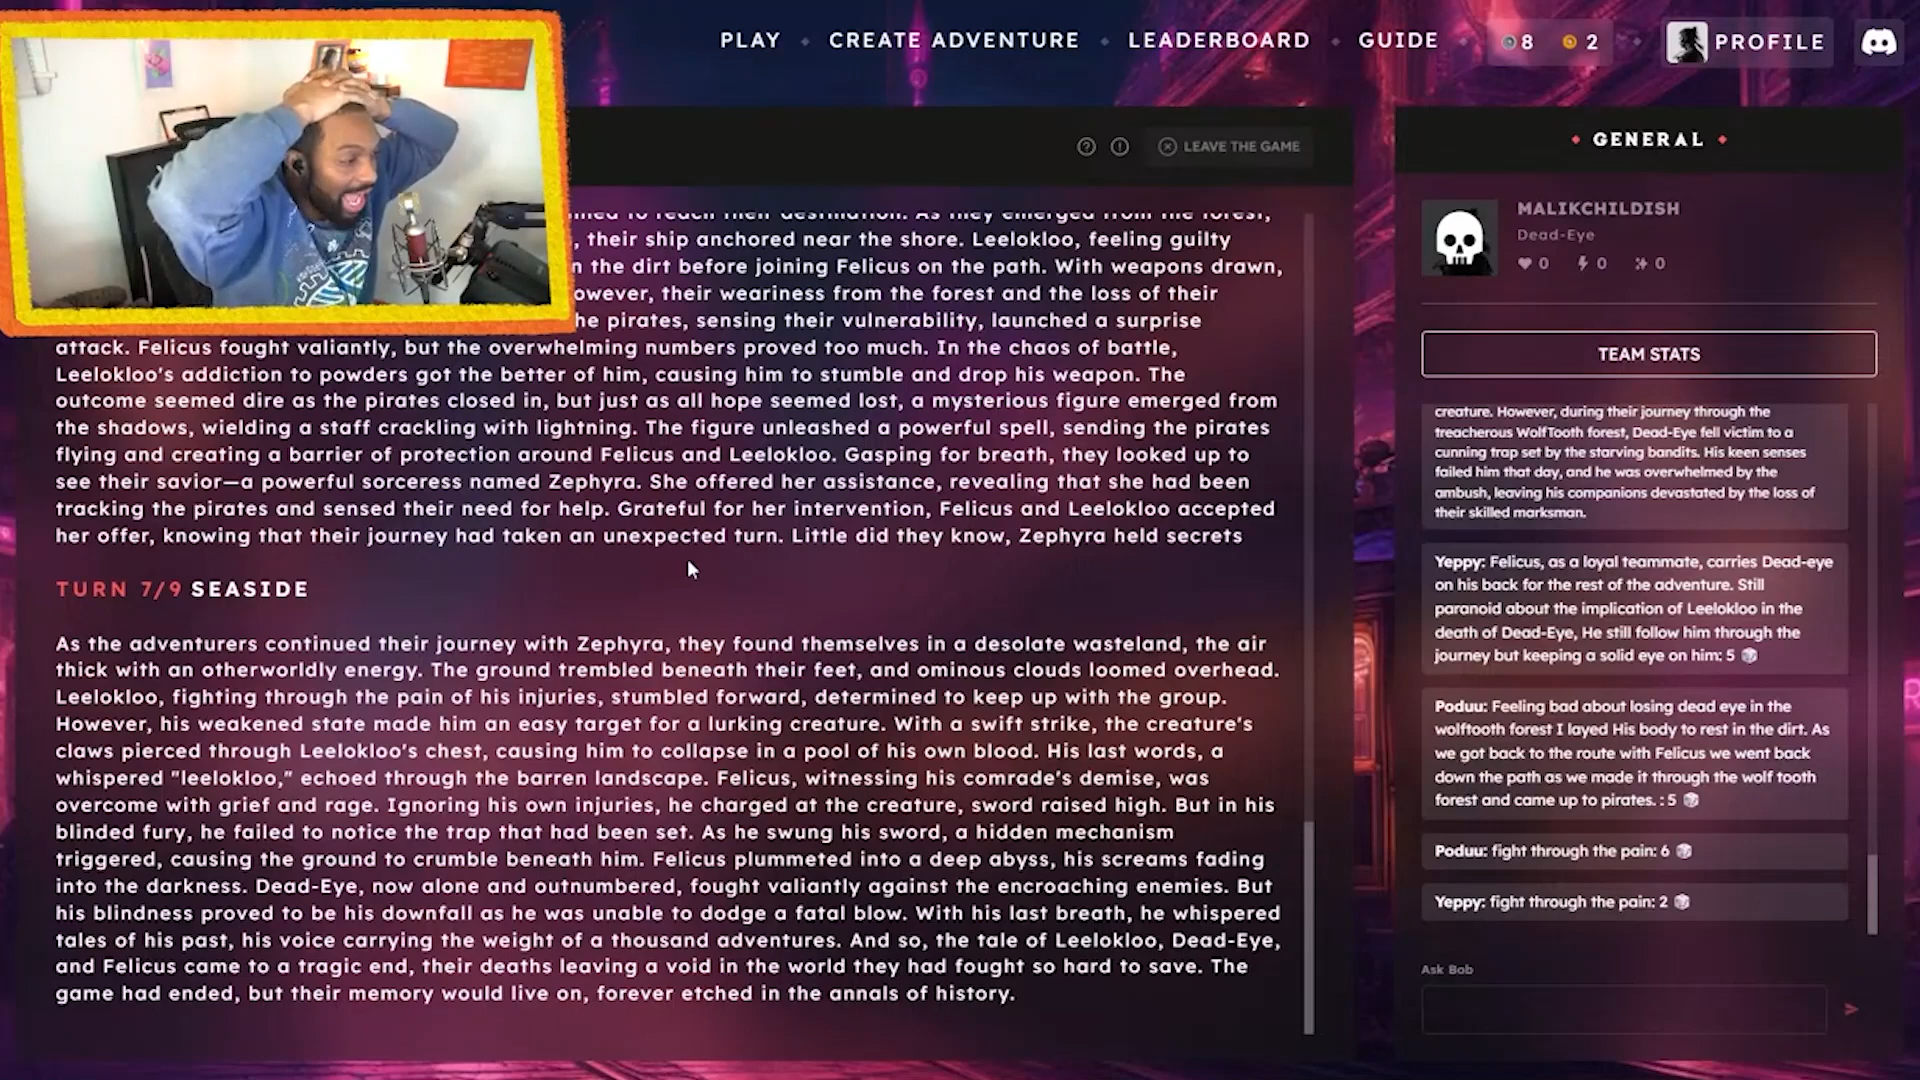 PLAY
CREATE ADVENTURE
LEADERBOARD
GUIDE
8
2
PROFILE
LEAVE THE GAME
to reach their destination. As they emerged from the forest,
, their ship anchored near the shore. Leelokloo, feeling guilty
n the dirt before joining Felicus on the path. With weapons drawn,
owever, their weariness from the forest and the loss of their
he pirates, sensing their vulnerability, launched a surprise
attack. Felicus fought valiantly, but the overwhelming numbers proved too much. In the chaos of battle,
Leelokloo's addiction to powders got the better of him, causing him to stumble and drop his weapon. The
outcome seemed dire as the pirates closed in, but just as all hope seemed lost, a mysterious figure emerged from
the shadows, wielding a staff crackling with lightning. The figure unleashed a powerful spell, sending the pirates
flying and creating a barrier of protection around Felicus and Leelokloo. Gasping for breath, they looked up to
see their savior—a powerful sorceress named Zephyra. She offered her assistance, revealing that she had been
tracking the pirates and sensed their need for help. Grateful for her intervention, Felicus and Leelokloo accepted
her offer, knowing that their journey had taken an unexpected turn. Little did they know, Zephyra held secrets
TURN 7/9 SEASIDE
As the adventurers continued their journey with Zephyra, they found themselves in a desolate wasteland, the air
thick with an otherworldly energy. The ground trembled beneath their feet, and ominous clouds loomed overhead.
Leelokloo, fighting through the pain of his injuries, stumbled forward, determined to keep up with the group.
However, his weakened state made him an easy target for a lurking creature. With a swift strike, the creature's
claws pierced through Leelokloo's chest, causing him to collapse in a pool of his own blood. His last words, a
whispered "leelokloo," echoed through the barren landscape. Felicus, witnessing his comrade's demise, was
overcome with grief and rage. Ignoring his own injuries, he charged at the creature, sword raised high. But in his
blinded fury, he failed to notice the trap that had been set. As he swung his sword, a hidden mechanism
triggered, causing the ground to crumble beneath him. Felicus plummeted into a deep abyss, his screams fading
into the darkness. Dead-Eye, now alone and outnumbered, fought valiantly against the encroaching enemies. But
his blindness proved to be his downfall as he was unable to dodge a fatal blow. With his last breath, he whispered
tales of his past, his voice carrying the weight of a thousand adventures. And so, the tale of Leelokloo, Dead-Eye,
and Felicus came to a tragic end, their deaths leaving a void in the world they had fought so hard to save. The
game had ended, but their memory would live on, forever etched in the annals of history.
GENERAL
MALIKCHILDISH
Dead-Eye
0 0 0
TEAM STATS
creature. However, during their journey through the
treacherous WolfTooth forest, Dead-Eye fell victim to a
cunning trap set by the starving bandits. His keen senses
failed him that day, and he was overwhelmed by the
ambush, leaving his companions devastated by the loss of
their skilled marksman.
Yeppy: Felicus, as a loyal teammate, carries Dead-eye
on his back for the rest of the adventure. Still
paranoid about the implication of Leelokloo in the
death of Dead-Eye, He still follow him through the
journey but keeping a solid eye on him: 5
Poduu: Feeling bad about losing dead eye in the
wolftooth forest I layed His body to rest in the dirt. As
we got back to the route with Felicus we went back
down the path as we made it through the wolf tooth
forest and came up to pirates. : 5
Poduu: fight through the pain: 6
Yeppy: fight through the pain: 2
Ask Bob